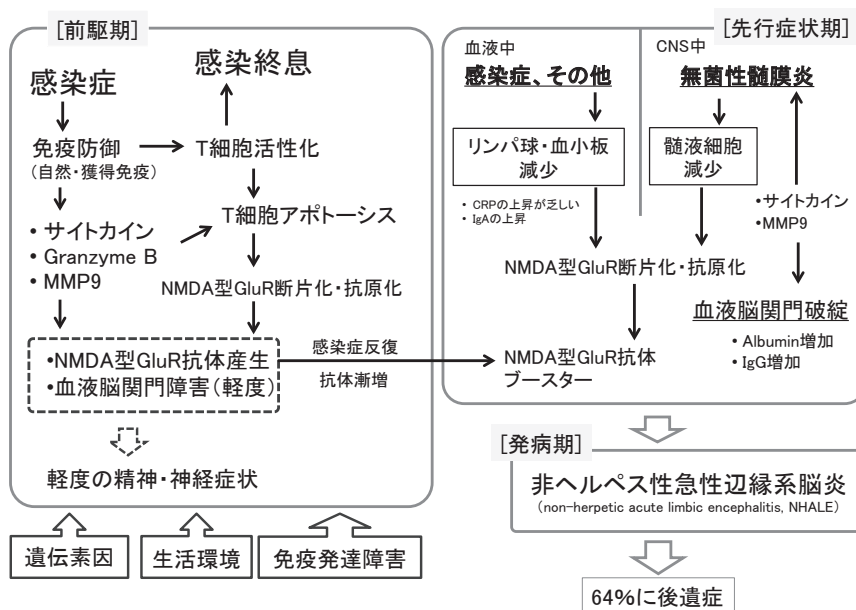 [前駆期]
感染症
感染終息
免疫防御
(自然・獲得免疫)
T細胞活性化
T細胞アポトーシス
• サイトカイン
• Granzyme B
• MMP9
NMDA型GluR断片化・抗原化
•NMDA型GluR抗体産生
•血液脳関門障害(軽度)
軽度の精神・神経症状
遺伝素因
生活環境
免疫発達障害
感染症反復
抗体漸増
[先行症状期]
血液中
感染症、その他
CNS中
無菌性髄膜炎
リンパ球・血小板
減少
髄液細胞
減少
• CRPの上昇が乏しい
• IgAの上昇
•サイトカイン
•MMP9
NMDA型GluR断片化・抗原化
血液脳関門破綻
• Albumin増加
• IgG増加
NMDA型GluR抗体
ブースター
[発病期]
非ヘルペス性急性辺縁系脳炎
(non-herpetic acute limbic encephalitis, NHALE)
64%に後遺症